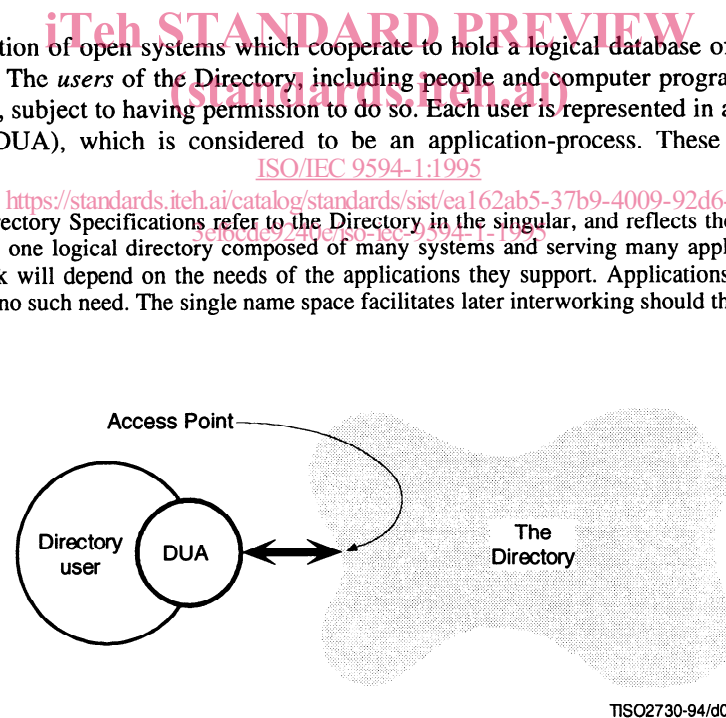 iTeh STANDARD PREVIEW
tion of open systems which cooperate to hold a logical database of
. The users of the Directory, including people and computer progra
(standards.iteh.ai)
, subject to having permission to do so. Each user is represented in a
DUA), which is considered to be an application-process. These
ISO/IEC 9594-1:1995
https://standards.iteh.ai/catalog/standards/sist/ea162ab5-37b9-4009-92d6-
rectory Specifications refer to the Directory in the singular, and reflects the
5ef6cde9240e/iso-iec-9594-1-1995
one logical directory composed of many systems and serving many appl
k will depend on the needs of the applications they support. Applications
no such need. The single name space facilitates later interworking should th
Access Point
Directory
user
DUA
The
Directory
TISO2730-94/d0